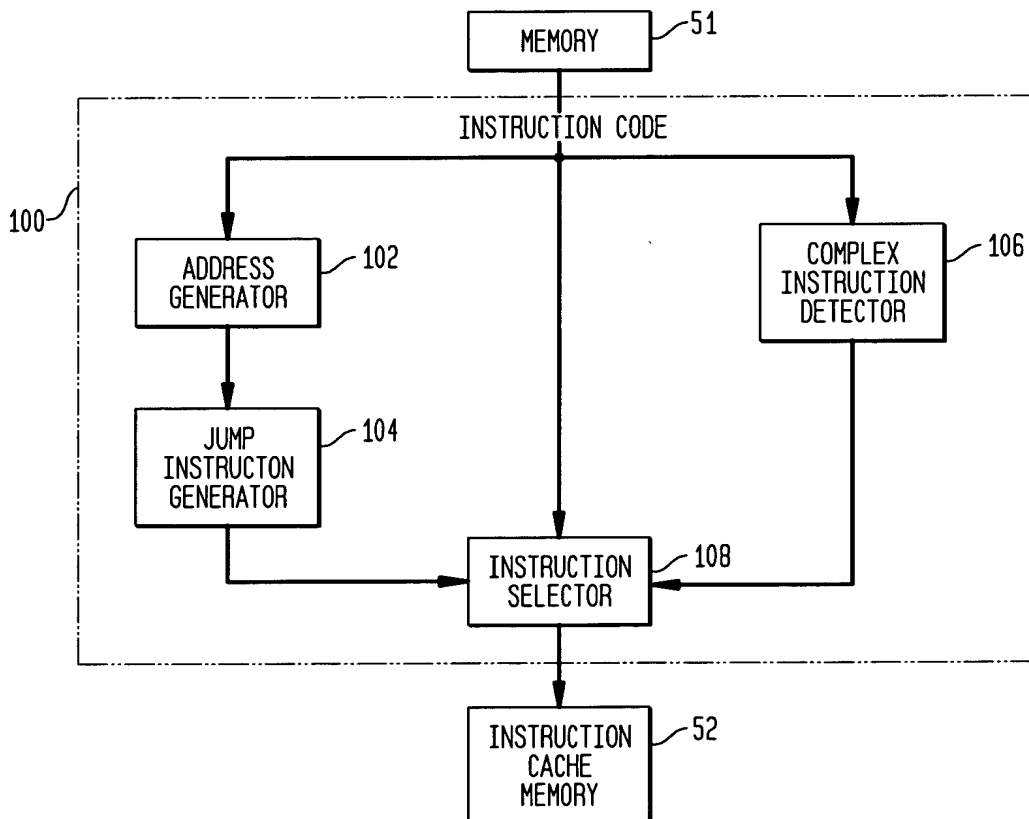 MEMORY
51
INSTRUCTION CODE
100
ADDRESS
GENERATOR
102
COMPLEX
INSTRUCTION
DETECTOR
106
JUMP
INSTRUCTON
GENERATOR
104
INSTRUCTION
SELECTOR
108
INSTRUCTION
CACHE
MEMORY
52